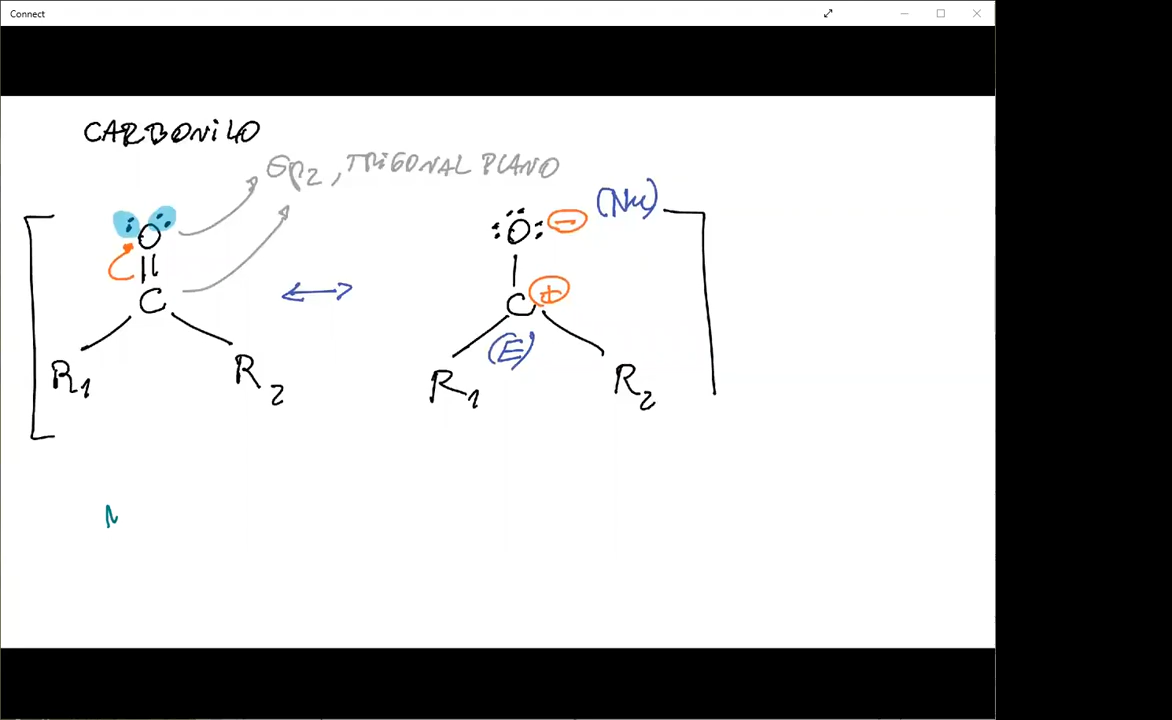 Connect
CARBONILO
Sp2, TRIGONAL PLANO
(Nu)
O
:O: −
C
C +
(E)
R1
R2
R1
R2
N